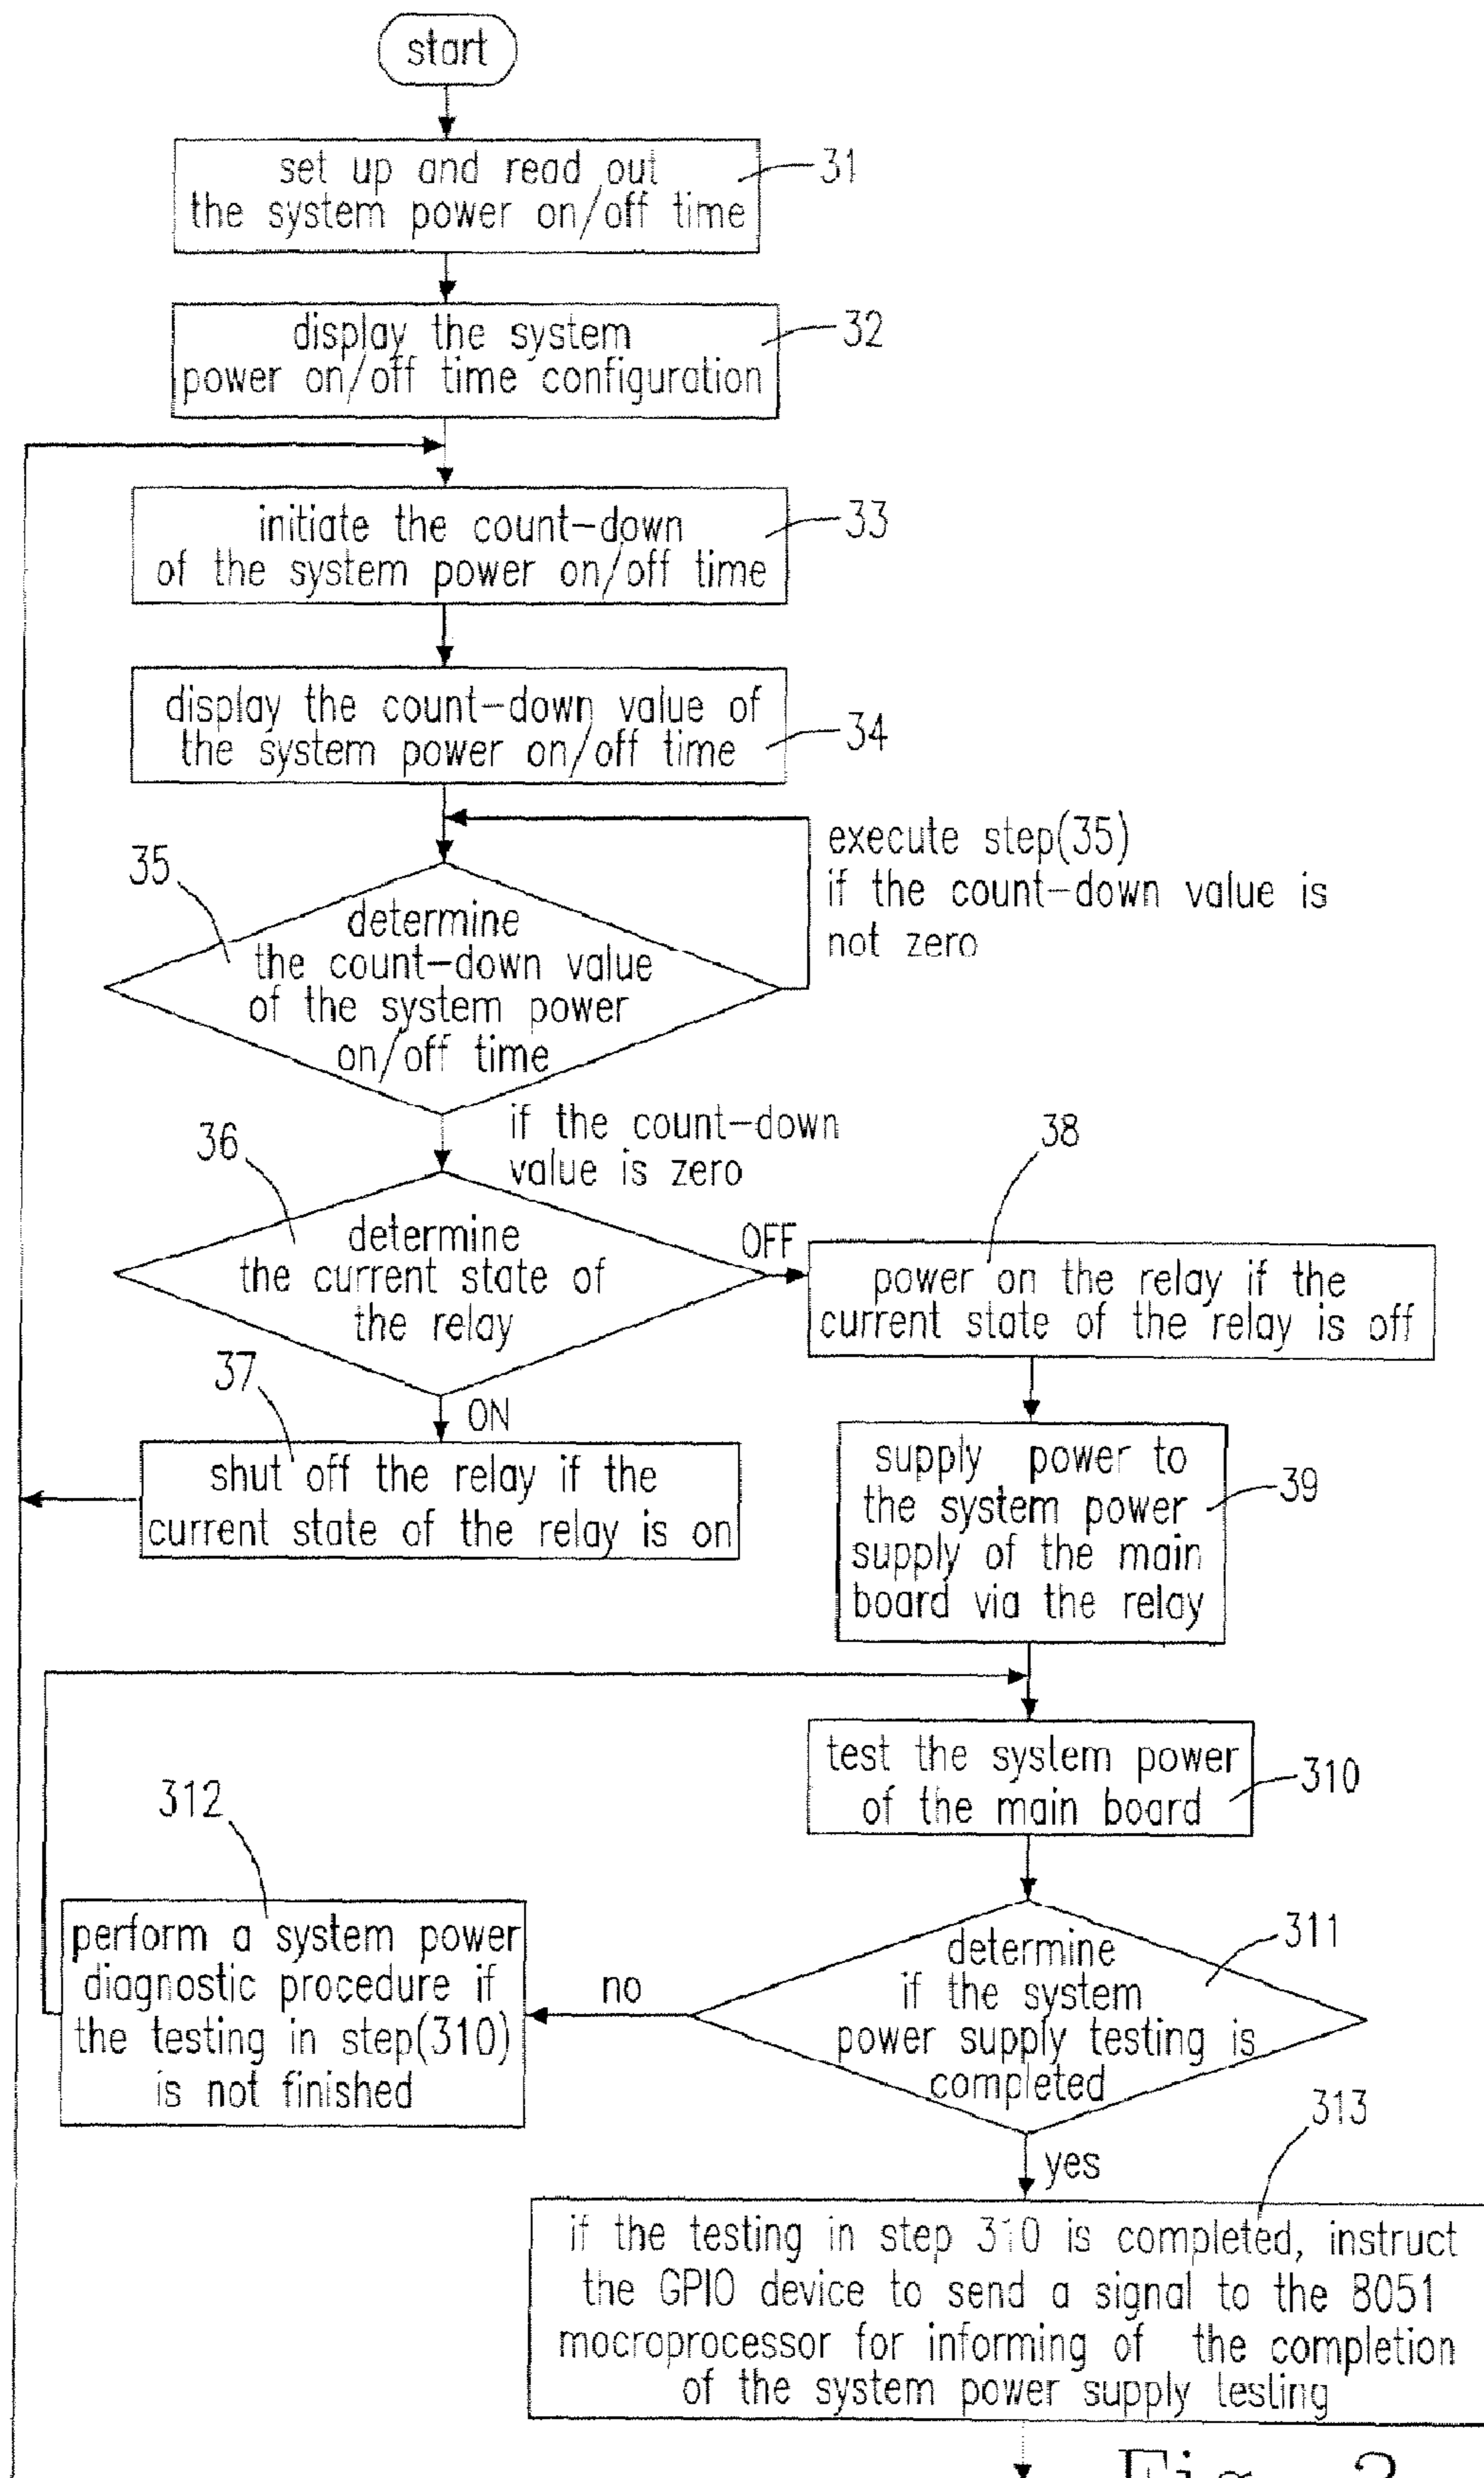 start
set up and read out
the system power on/off time
31
display the system
power on/off time configuration
32
initiate the count-down
of the system power on/off time
33
display the count-down value of
the system power on/off time
34
execute step(35)
if the count-down value is
not zero
35
determine
the count-down value
of the system power
on/off time
if the count-down
value is zero
36
determine
the current state of
the relay
OFF
38
power on the relay if the
current state of the relay is off
37
ON
shut off the relay if the
current state of the relay is on
supply power to
the system power
supply of the main
board via the relay
39
test the system power
of the main board
310
312
perform a system power
diagnostic procedure if
the testing in step(310)
is not finished
no
determine
if the system
power supply testing is
completed
311
yes
313
if the testing in step 310 is completed, instruct
the GPIO device to send a signal to the 8051
mocroprocessor for informing of the completion
of the system power supply testing